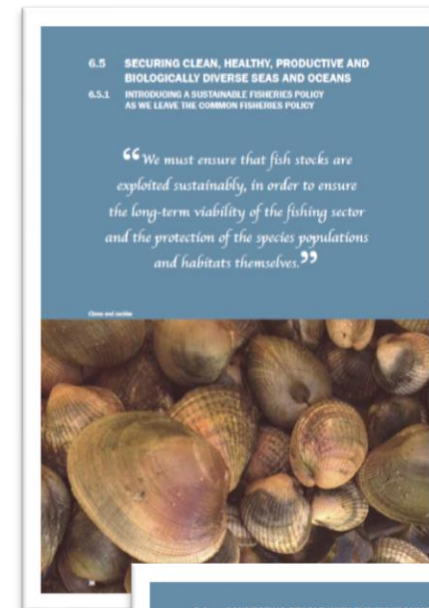 6.5 SECURING CLEAN, HEALTHY, PRODUCTIVE AND
BIOLOGICALLY DIVERSE SEAS AND OCEANS
6.5.1 INTRODUCING A SUSTAINABLE FISHERIES POLICY
AS WE LEAVE THE COMMON FISHERIES POLICY
“We must ensure that fish stocks are
exploited sustainably, in order to ensure
the long-term viability of the fishing sector
and the protection of the species populations
and habitats themselves.”
Clams and cockles